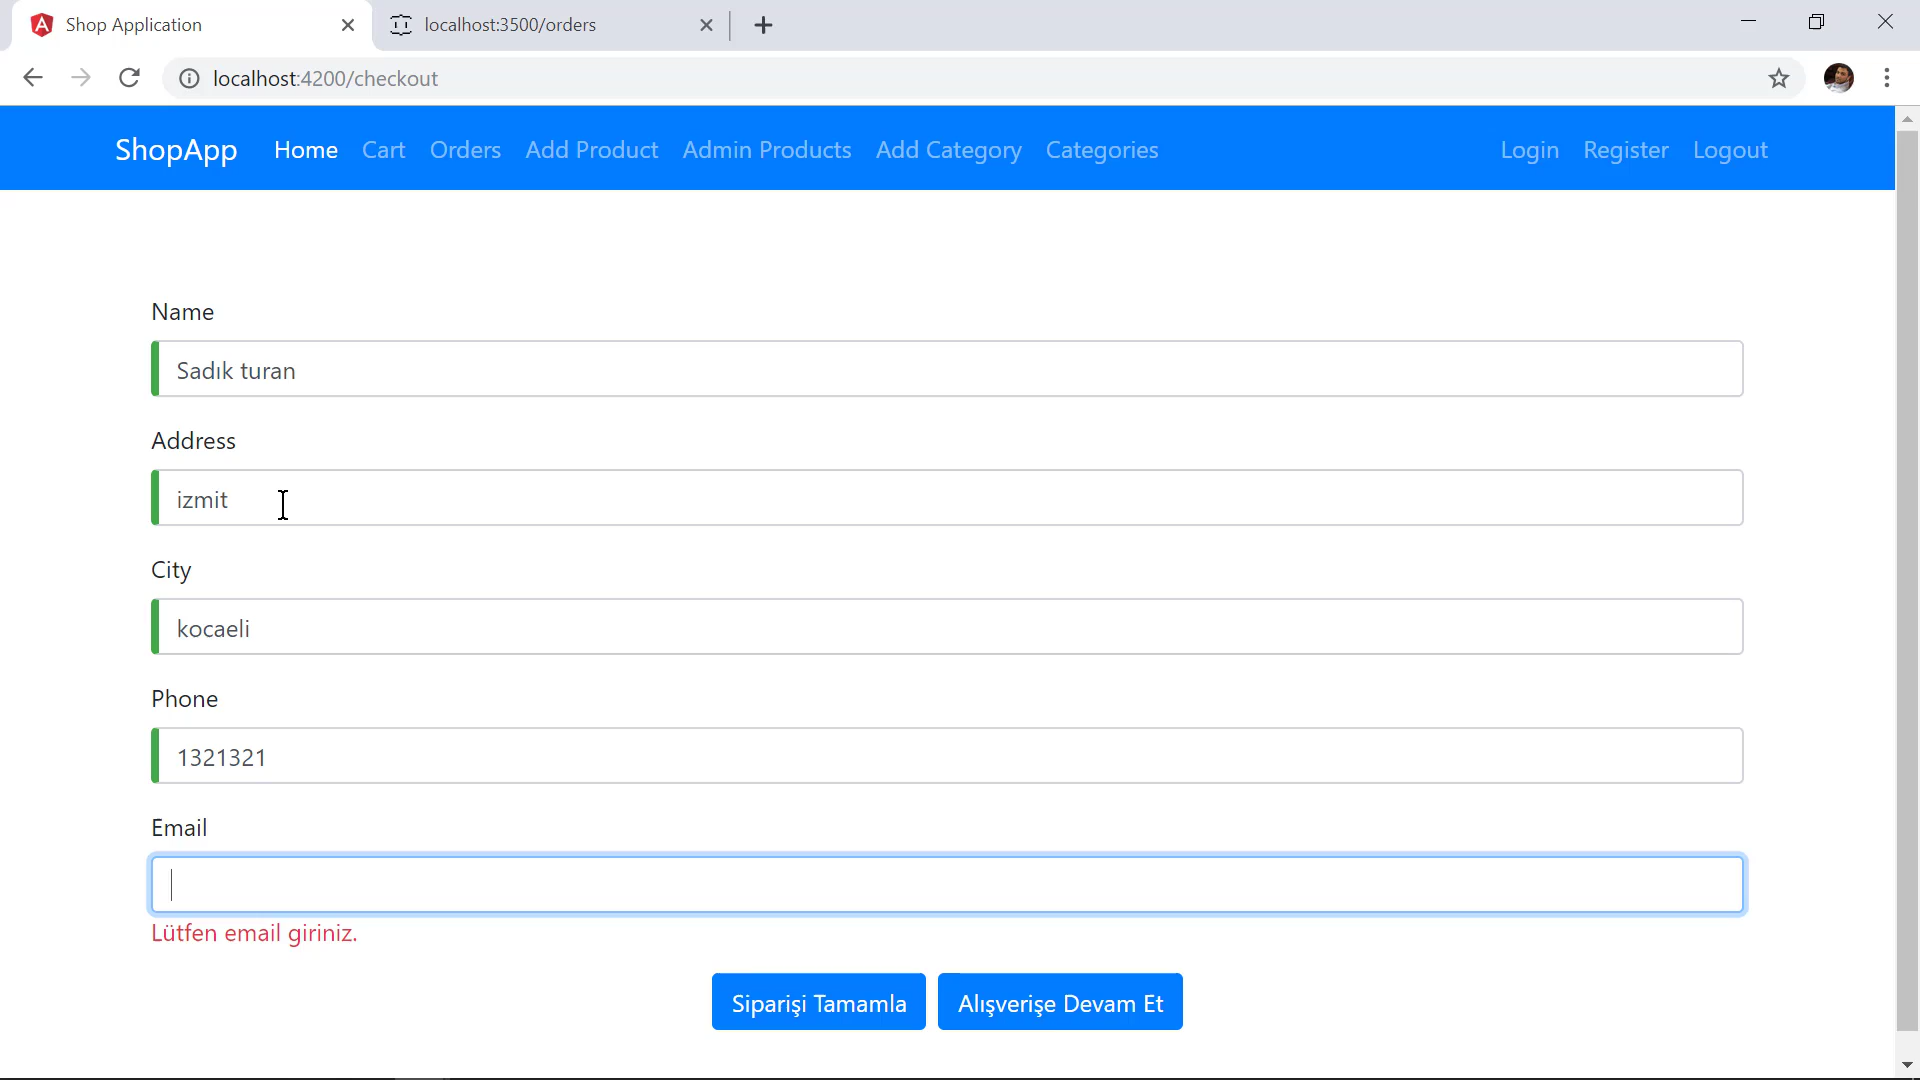 Shop Application
localhost:3500/orders
localhost:4200/checkout
ShopApp Home Cart Orders Add Product Admin Products Add Category Categories Login Register Logout
Name
Sadık turan
Address
izmit
City
kocaeli
Phone
1321321
Email
Lütfen email giriniz.
Siparişi Tamamla Alışverişe Devam Et